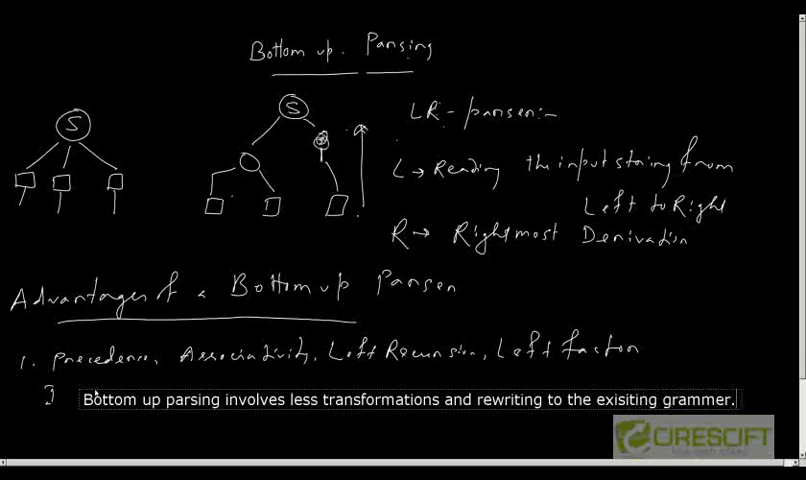 Bottom up. Parsing
S
S
LR - parser:-
L → Reading the input string from
Left to Right
R → Rightmost Derivation
Advantages of a Bottom up Parser
1. Precedence, Associativity, Left Recursion, Left factor
Bottom up parsing involves less transformations and rewriting to the exisiting grammer.
CIRESCIFT